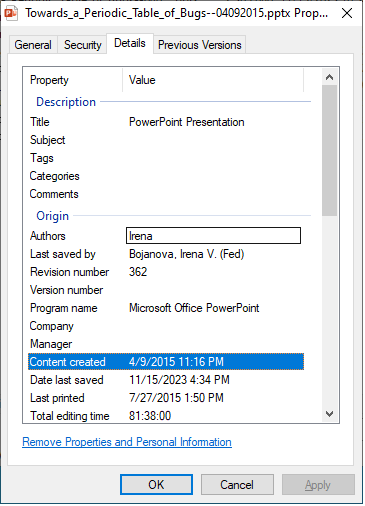 Towards_a_Periodic_Table_of_Bugs--04092015.pptx Prop...
General Security Details Previous Versions
Property Value
Description
Title PowerPoint Presentation
Subject
Tags
Categories
Comments
Origin
Authors Irena
Last saved by Bojanova, Irena V. (Fed)
Revision number 362
Version number
Program name Microsoft Office PowerPoint
Company
Manager
Content created 4/9/2015 11:16 PM
Date last saved 11/15/2023 4:34 PM
Last printed 7/27/2015 1:50 PM
Total editing time 81:38:00
Remove Properties and Personal Information
OK Cancel Apply